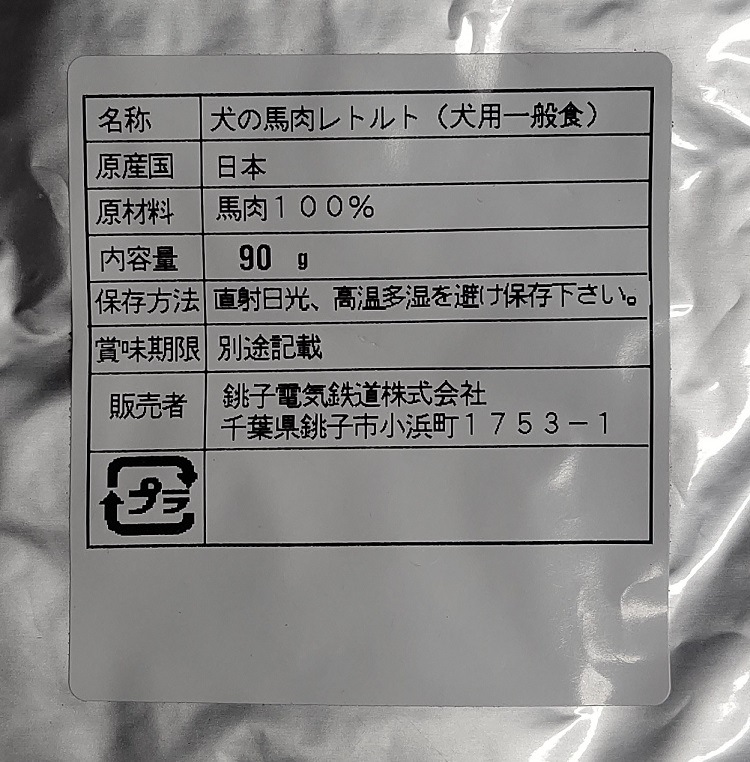 名称 犬の馬肉レトルト（犬用一般食）
原産国 日本
原材料 馬肉１００％
内容量 90 g
保存方法 直射日光、高温多湿を避け保存下さい。
賞味期限 別途記載
販売者 銚子電気鉄道株式会社
千葉県銚子市小浜町１７５３－１
プラ